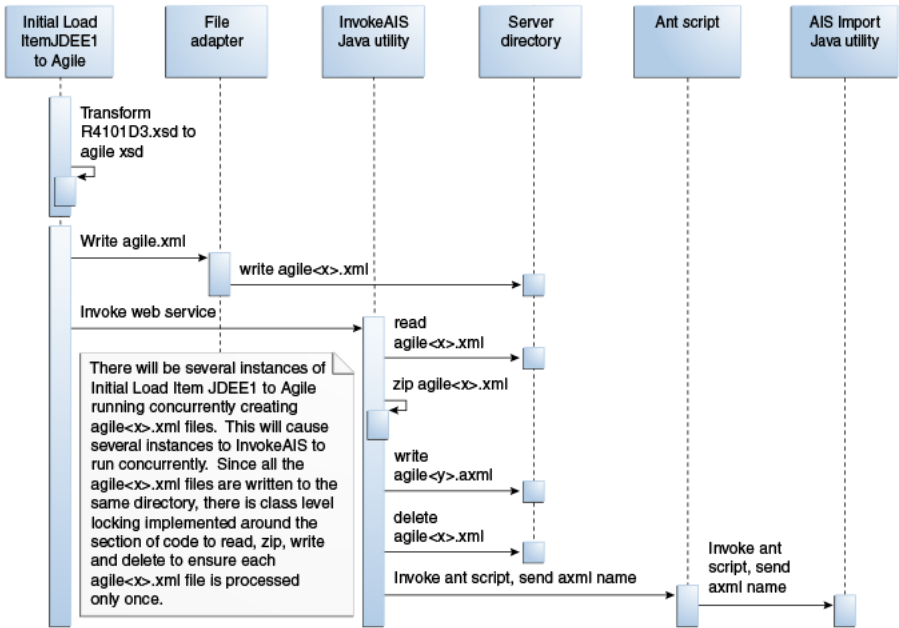 Initial Load
ItemJDEE1
to Agile
File
adapter
InvokeAIS
Java utility
Server
directory
Ant script
AIS Import
Java utility
Transform
R4101D3.xsd to
agile xsd
Write agile.xml
write agile<x>.xml
Invoke web service
read
agile<x>.xml
zip agile<x>.xml
There will be several instances of
Initial Load Item JDEE1 to Agile
running concurrently creating
agile<x>.xml files.  This will cause
several instances to InvokeAIS to
run concurrently.  Since all the
agile<x>.xml files are written to the
same directory, there is class level
locking implemented around the
section of code to read, zip, write
and delete to ensure each
agile<x>.xml file is processed
only once.
write
agile<y>.axml
delete
agile<x>.xml
Invoke ant script, send axml name
Invoke ant
script, send
axml name